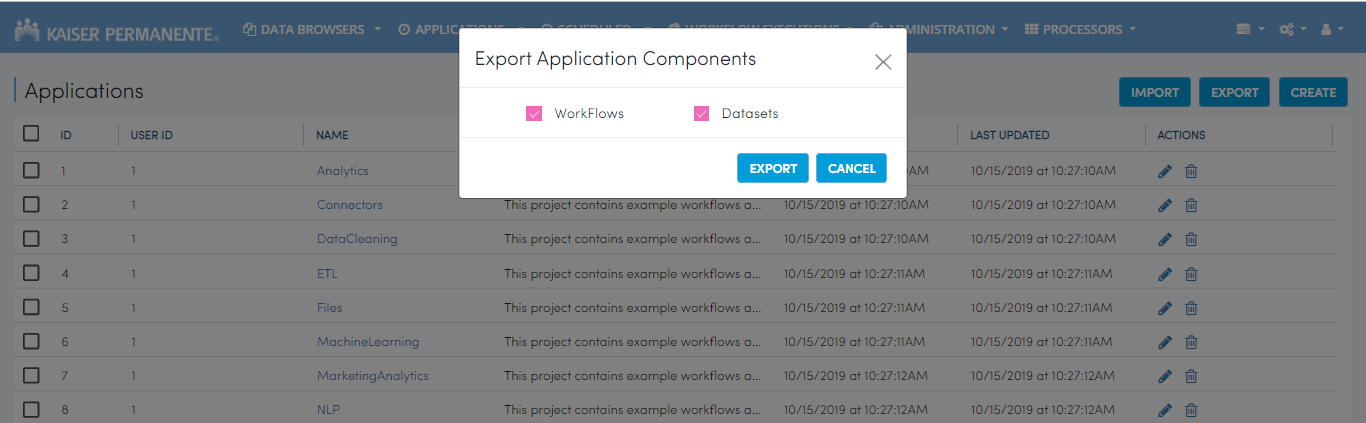 KAISER PERMANENTE® DATA BROWSERS APPLICATIONS SCHEDULED WORKFLOW EXECUTIONS ADMINISTRATION PROCESSORS
Export Application Components
Applications
IMPORT EXPORT CREATE
WorkFlows Datasets
ID USER ID NAME LAST UPDATED ACTIONS
EXPORT CANCEL
1 1 Analytics AM 10/15/2019 at 10:27:10AM
2 1 Connectors This project contains example workflows a... 10/15/2019 at 10:27:10AM 10/15/2019 at 10:27:10AM
3 1 DataCleaning This project contains example workflows a... 10/15/2019 at 10:27:10AM 10/15/2019 at 10:27:10AM
4 1 ETL This project contains example workflows a... 10/15/2019 at 10:27:11AM 10/15/2019 at 10:27:11AM
5 1 Files This project contains example workflows a... 10/15/2019 at 10:27:11AM 10/15/2019 at 10:27:11AM
6 1 MachineLearning This project contains example workflows a... 10/15/2019 at 10:27:11AM 10/15/2019 at 10:27:11AM
7 1 MarketingAnalytics This project contains example workflows a... 10/15/2019 at 10:27:12AM 10/15/2019 at 10:27:12AM
8 1 NLP This project contains example workflows a... 10/15/2019 at 10:27:12AM 10/15/2019 at 10:27:12AM